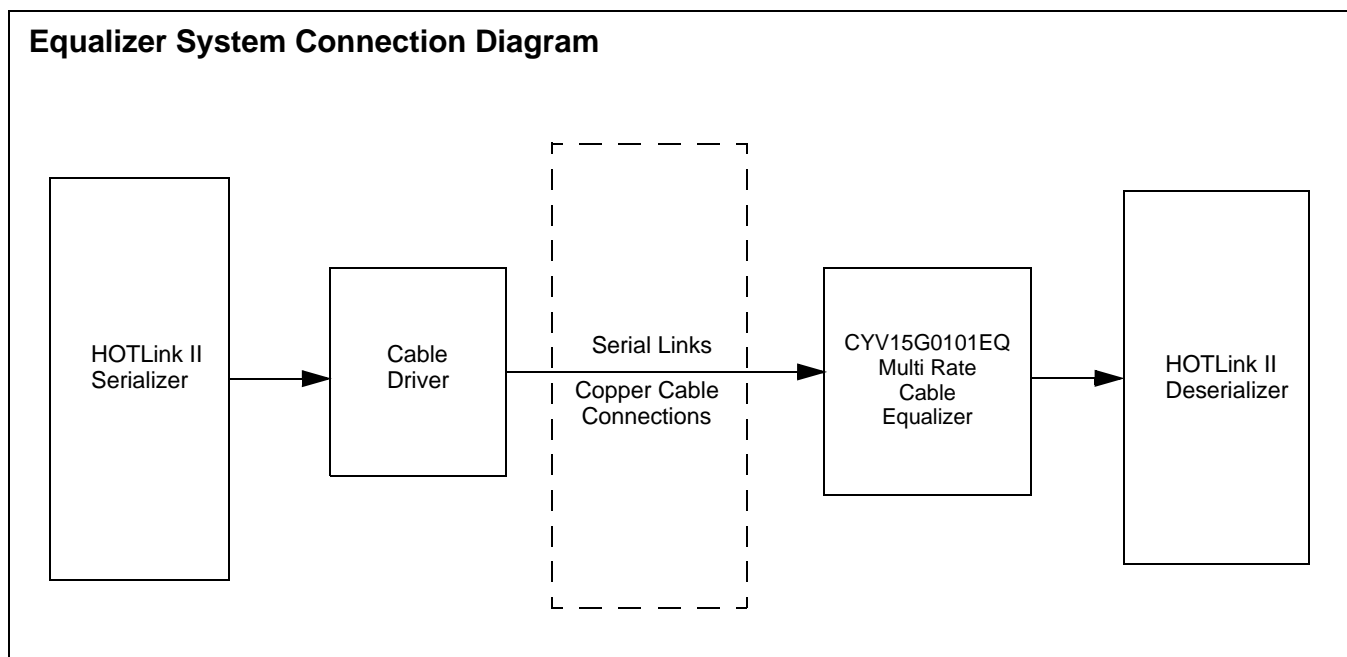 Equalizer System Connection Diagram
HOTLink II
Serializer
Cable
Driver
Serial Links
Copper Cable
Connections
CYV15G0101EQ
Multi Rate
Cable
Equalizer
HOTLink II
Deserializer